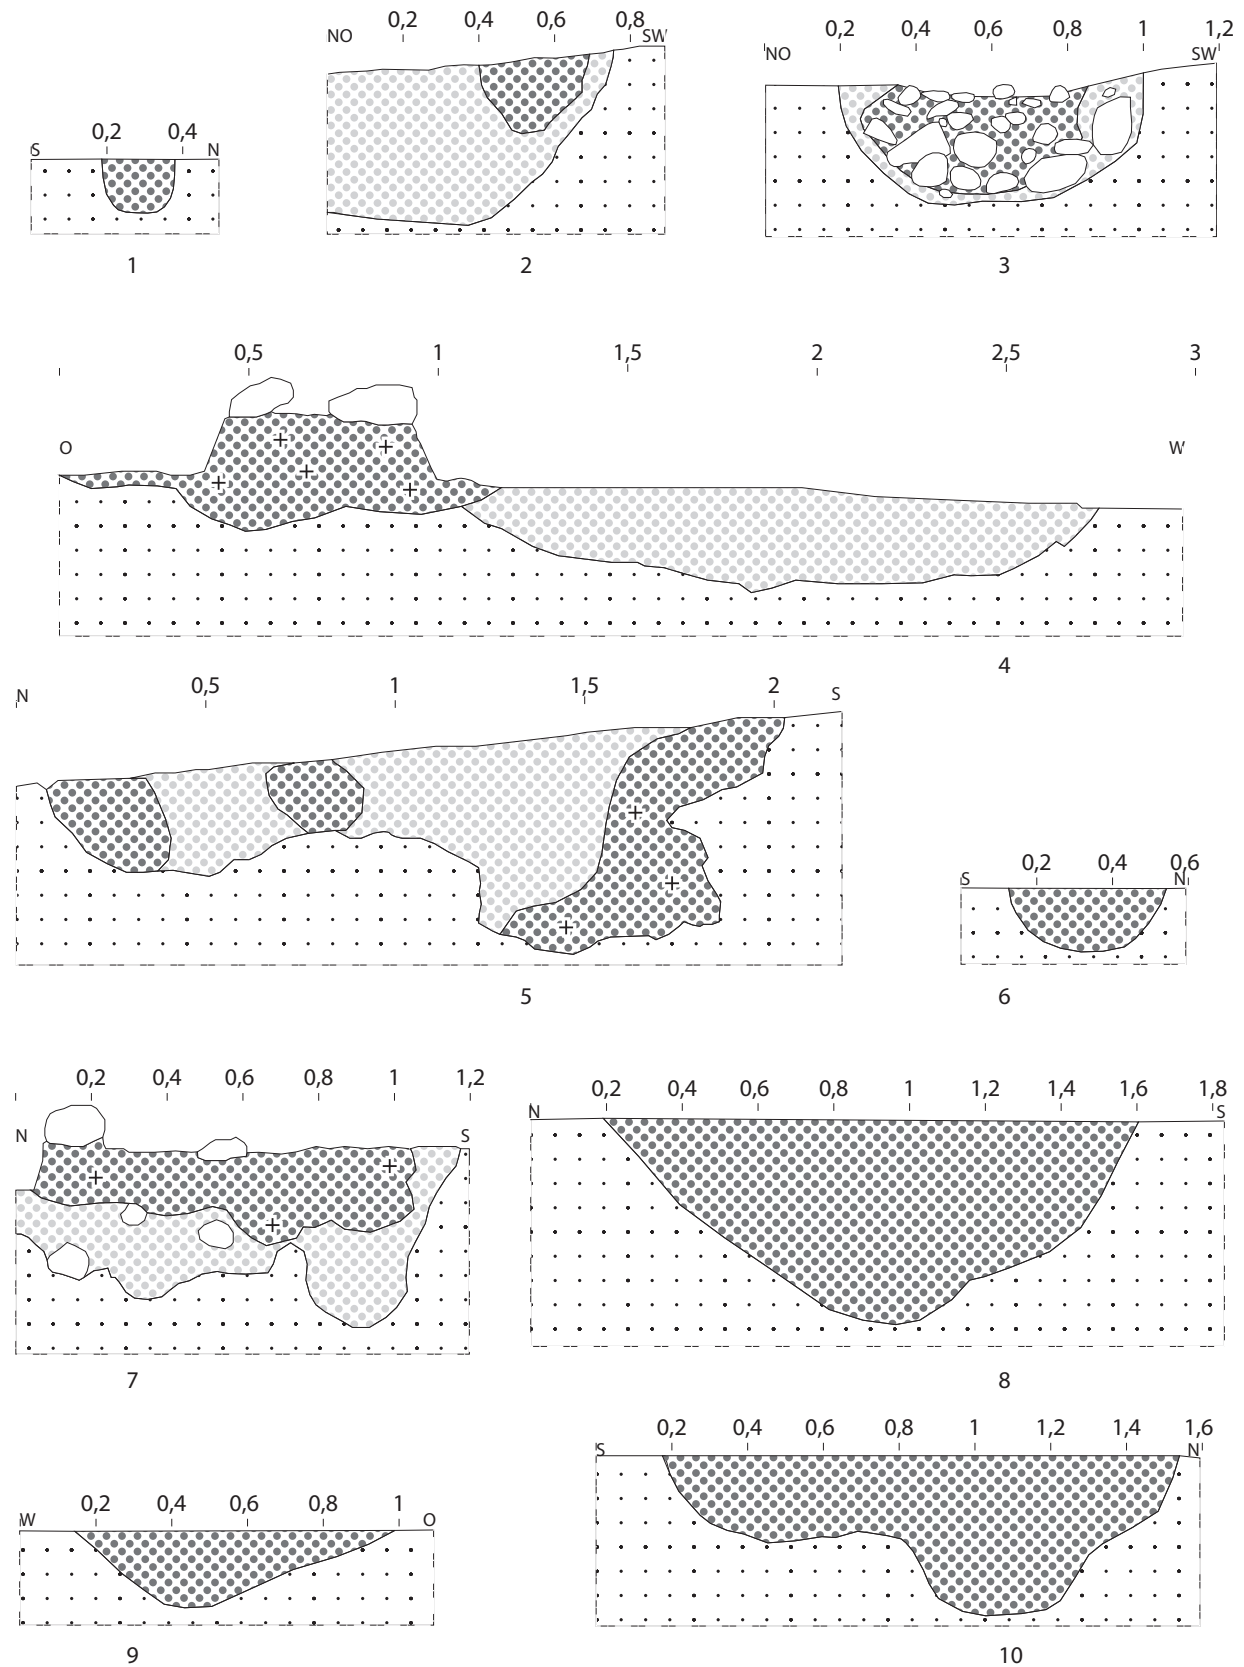 0,2 0,4 0,6 0,8
NO SW
0,2 0,4 0,6 0,8 1 1,2
NO SW
0,2 0,4
S N
1
2
3
0,5 1 1,5 2 2,5 3
O W
4
0,5 1 1,5 2
N S
5
0,2 0,4 0,6
S N
6
0,2 0,4 0,6 0,8 1 1,2
N S
7
0,2 0,4 0,6 0,8 1 1,2 1,4 1,6 1,8
N S
8
0,2 0,4 0,6 0,8 1
W O
9
0,2 0,4 0,6 0,8 1 1,2 1,4 1,6
S N
10